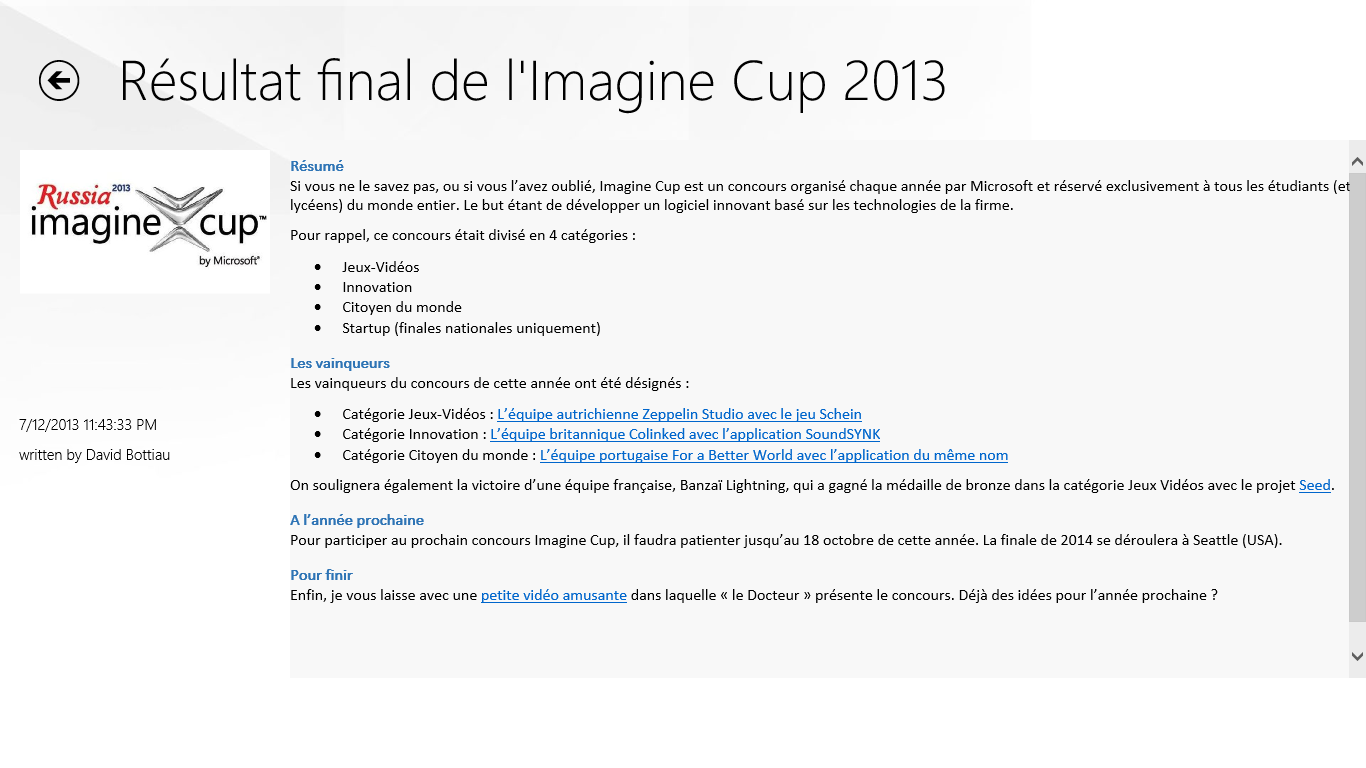 Résultat final de l'Imagine Cup 2013
Russia 2013
imagine cup™
by Microsoft®
7/12/2013 11:43:33 PM
written by David Bottiau
Résumé
Si vous ne le savez pas, ou si vous l’avez oublié, Imagine Cup est un concours organisé chaque année par Microsoft et réservé exclusivement à tous les étudiants (et
lycéens) du monde entier. Le but étant de développer un logiciel innovant basé sur les technologies de la firme.
Pour rappel, ce concours était divisé en 4 catégories :
• Jeux-Vidéos
• Innovation
• Citoyen du monde
• Startup (finales nationales uniquement)
Les vainqueurs
Les vainqueurs du concours de cette année ont été désignés :
• Catégorie Jeux-Vidéos : L’équipe autrichienne Zeppelin Studio avec le jeu Schein
• Catégorie Innovation : L’équipe britannique Colinked avec l’application SoundSYNK
• Catégorie Citoyen du monde : L’équipe portugaise For a Better World avec l’application du même nom
On soulignera également la victoire d’une équipe française, Banzaï Lightning, qui a gagné la médaille de bronze dans la catégorie Jeux Vidéos avec le projet Seed.
A l’année prochaine
Pour participer au prochain concours Imagine Cup, il faudra patienter jusqu’au 18 octobre de cette année. La finale de 2014 se déroulera à Seattle (USA).
Pour finir
Enfin, je vous laisse avec une petite vidéo amusante dans laquelle « le Docteur » présente le concours. Déjà des idées pour l’année prochaine ?